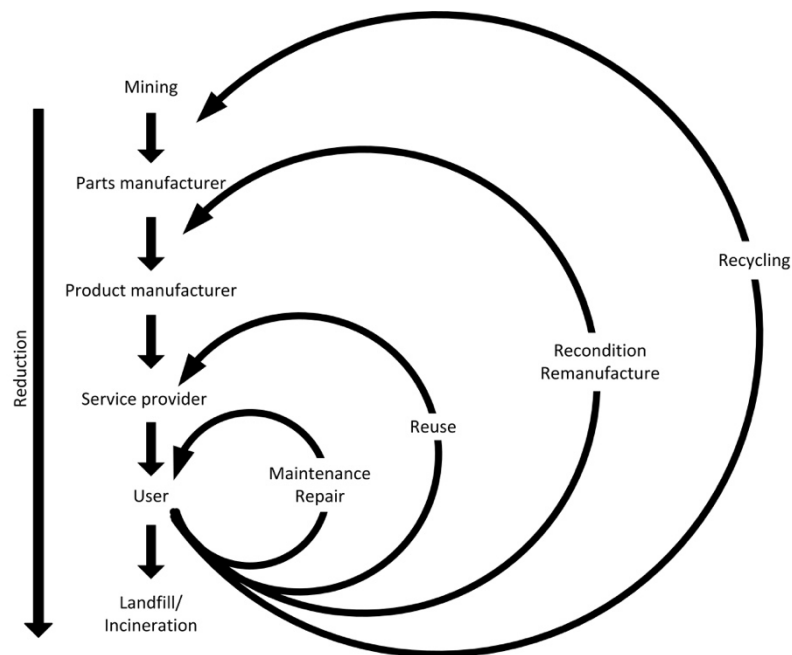 Mining
Parts manufacturer
Product manufacturer
Service provider
User
Landfill/
Incineration
Reduction
Maintenance
Repair
Reuse
Recondition
Remanufacture
Recycling